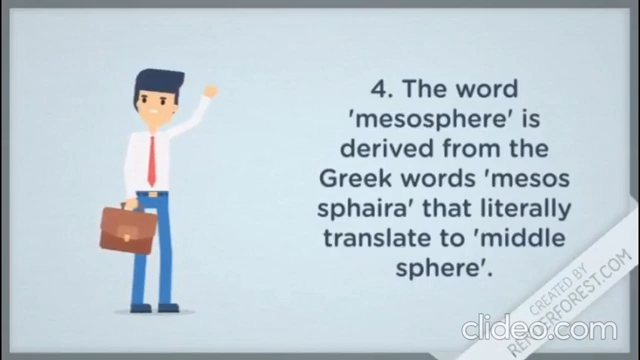 4. The word
'mesosphere' is
derived from the
Greek words 'mesos
sphaira' that literally
translate to 'middle
sphere'.
CREATED BY
RENDERFOREST.COM
clideo.com